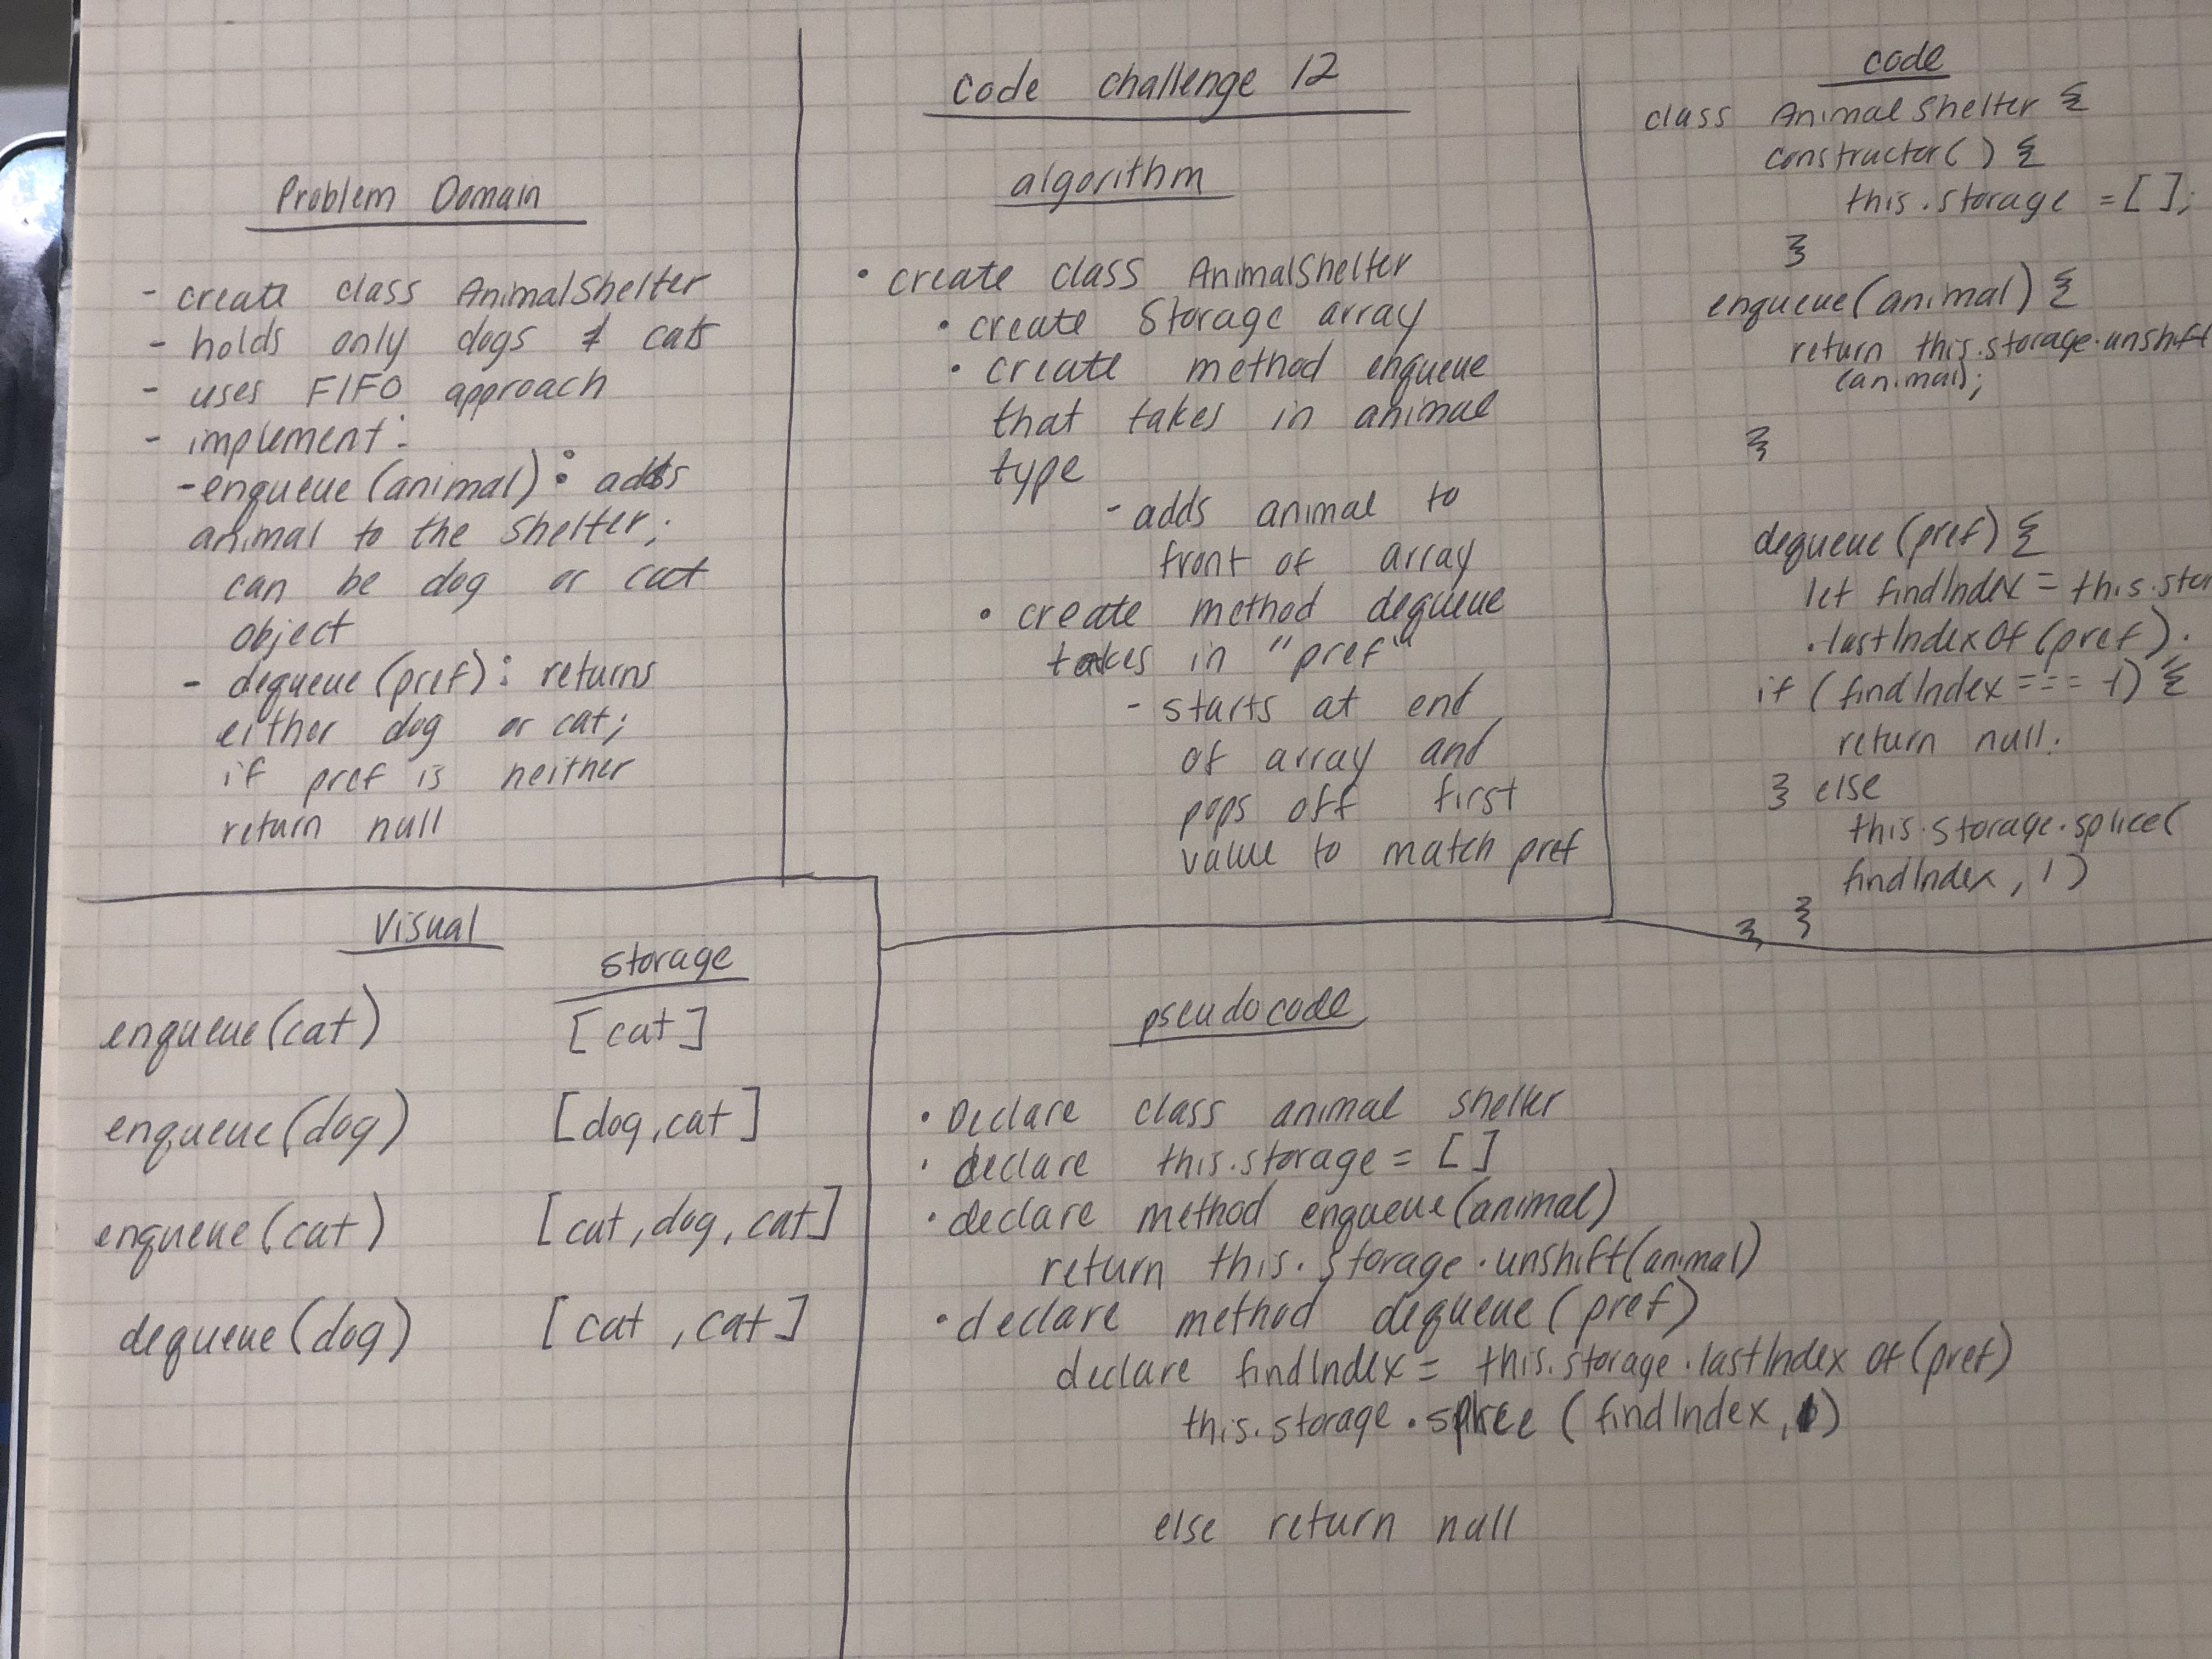 code challenge 12
Problem Domain
- create class AnimalShelter
- holds only dogs & cats
- uses FIFO approach
- implement:
- enqueue (animal) : adds
animal to the shelter;
can be dog or cat
object
- dequeue (pref) : returns
either dog or cat;
if pref is neither
return null
algorithm
• create class AnimalShelter
• create Storage array
• create method enqueue
that takes in animal
type
- adds animal to
front of array
• create method dequeue
takes in "pref"
- starts at end
of array and
pops off first
value to match pref
code
class AnimalShelter {
constructor() {
this.storage = [];
}
enqueue(animal) {
return this.storage.unshift
(animal);
}
dequeue(pref) {
let findIndex = this.stor
.lastIndexOf(pref);
if (findIndex === -1) {
return null;
} else
this.storage.splice(
findIndex, 1)
}
}
Visual
storage
enqueue(cat) [cat]
enqueue(dog) [dog, cat]
enqueue(cat) [cat, dog, cat]
dequeue(dog) [cat, cat]
pseudocode
• Declare class animal shelter
• declare this.storage = []
• declare method enqueue(animal)
return this.storage.unshift(animal)
• declare method dequeue(pref)
declare findIndex = this.storage.lastIndex Of(pref)
this.storage.splice (findIndex, 1)
else return null